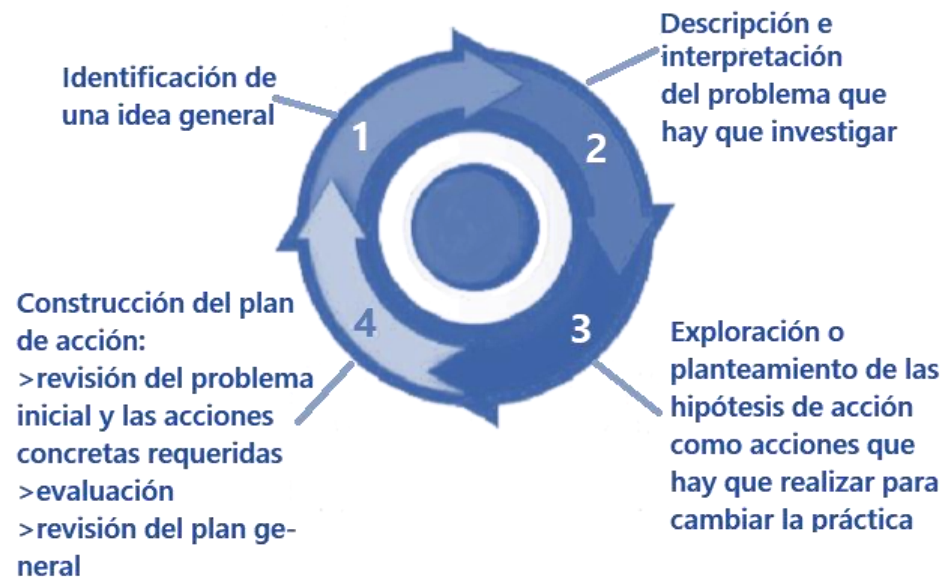 Identificación de
una idea general
1
Descripción e
interpretación
del problema que
hay que investigar
2
Exploración o
planteamiento de las
hipótesis de acción
como acciones que
hay que realizar para
cambiar la práctica
3
Construcción del plan
de acción:
>revisión del problema
inicial y las acciones
concretas requeridas
>evaluación
>revisión del plan ge-
neral
4